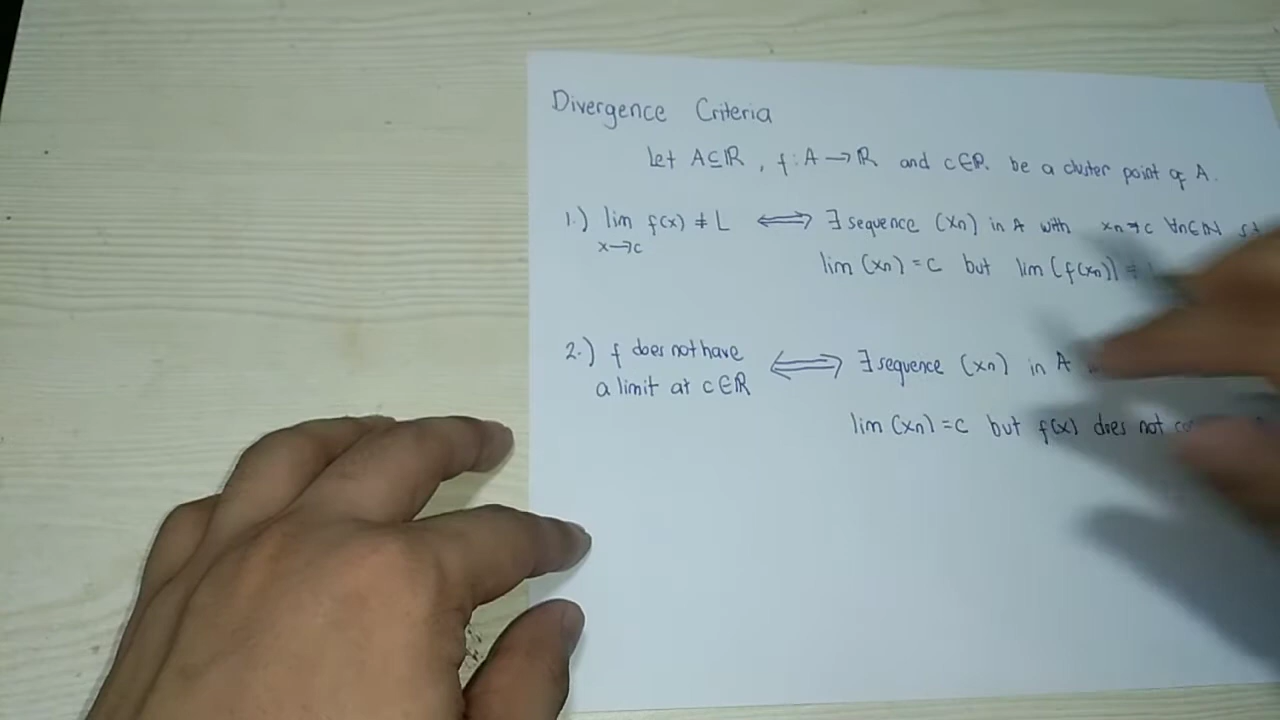 Divergence Criteria
Let A⊆ℝ, f: A → ℝ and c∈ℝ. be a cluster point of A.
1.) lim f(x) ≠ L ⟺ ∃ sequence (xn) in A with xn ≠ c ∀n∈ℕ
x→c
lim (xn) = c but lim (f(xn))
2.) f does not have
a limit at c∈ℝ ⟺ ∃ sequence (xn) in A
lim (xn) = c but f(x) does not